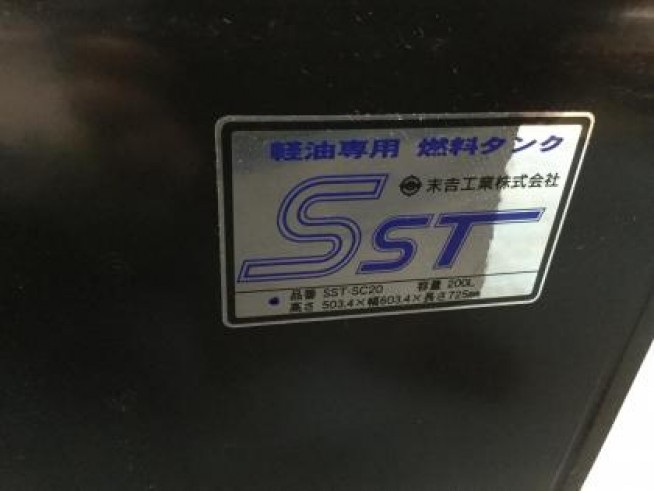 軽油専用 燃料タンク
末吉工業株式会社
SST
品番 SST-SC20 容量 200L
高さ 503.4×幅603.4×長さ725mm